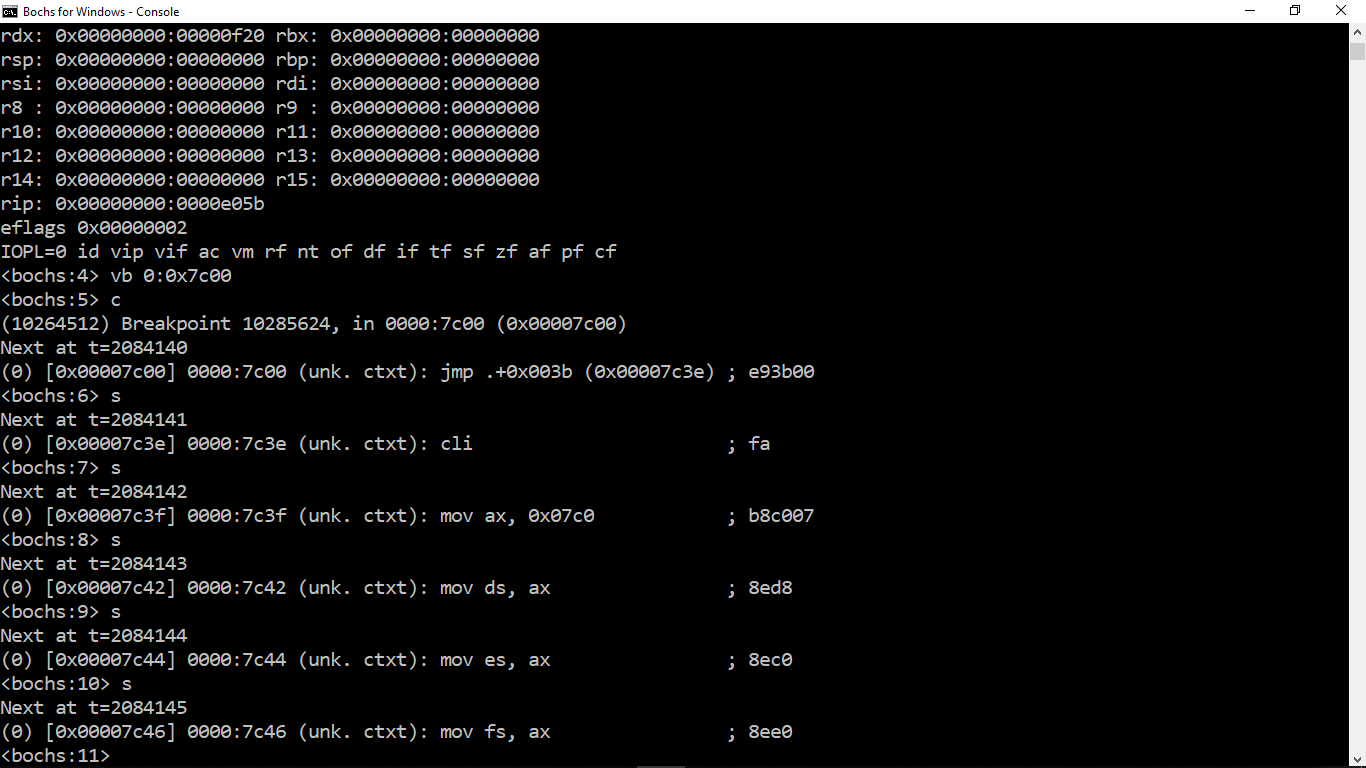 Bochs for Windows - Console
rdx: 0x00000000:00000f20 rbx: 0x00000000:00000000
rsp: 0x00000000:00000000 rbp: 0x00000000:00000000
rsi: 0x00000000:00000000 rdi: 0x00000000:00000000
r8 : 0x00000000:00000000 r9 : 0x00000000:00000000
r10: 0x00000000:00000000 r11: 0x00000000:00000000
r12: 0x00000000:00000000 r13: 0x00000000:00000000
r14: 0x00000000:00000000 r15: 0x00000000:00000000
rip: 0x00000000:0000e05b
eflags 0x00000002
IOPL=0 id vip vif ac vm rf nt of df if tf sf zf af pf cf
<bochs:4> vb 0:0x7c00
<bochs:5> c
(10264512) Breakpoint 10285624, in 0000:7c00 (0x00007c00)
Next at t=2084140
(0) [0x00007c00] 0000:7c00 (unk. ctxt): jmp .+0x003b (0x00007c3e) ; e93b00
<bochs:6> s
Next at t=2084141
(0) [0x00007c3e] 0000:7c3e (unk. ctxt): cli                       ; fa
<bochs:7> s
Next at t=2084142
(0) [0x00007c3f] 0000:7c3f (unk. ctxt): mov ax, 0x07c0            ; b8c007
<bochs:8> s
Next at t=2084143
(0) [0x00007c42] 0000:7c42 (unk. ctxt): mov ds, ax                ; 8ed8
<bochs:9> s
Next at t=2084144
(0) [0x00007c44] 0000:7c44 (unk. ctxt): mov es, ax                ; 8ec0
<bochs:10> s
Next at t=2084145
(0) [0x00007c46] 0000:7c46 (unk. ctxt): mov fs, ax                ; 8ee0
<bochs:11>